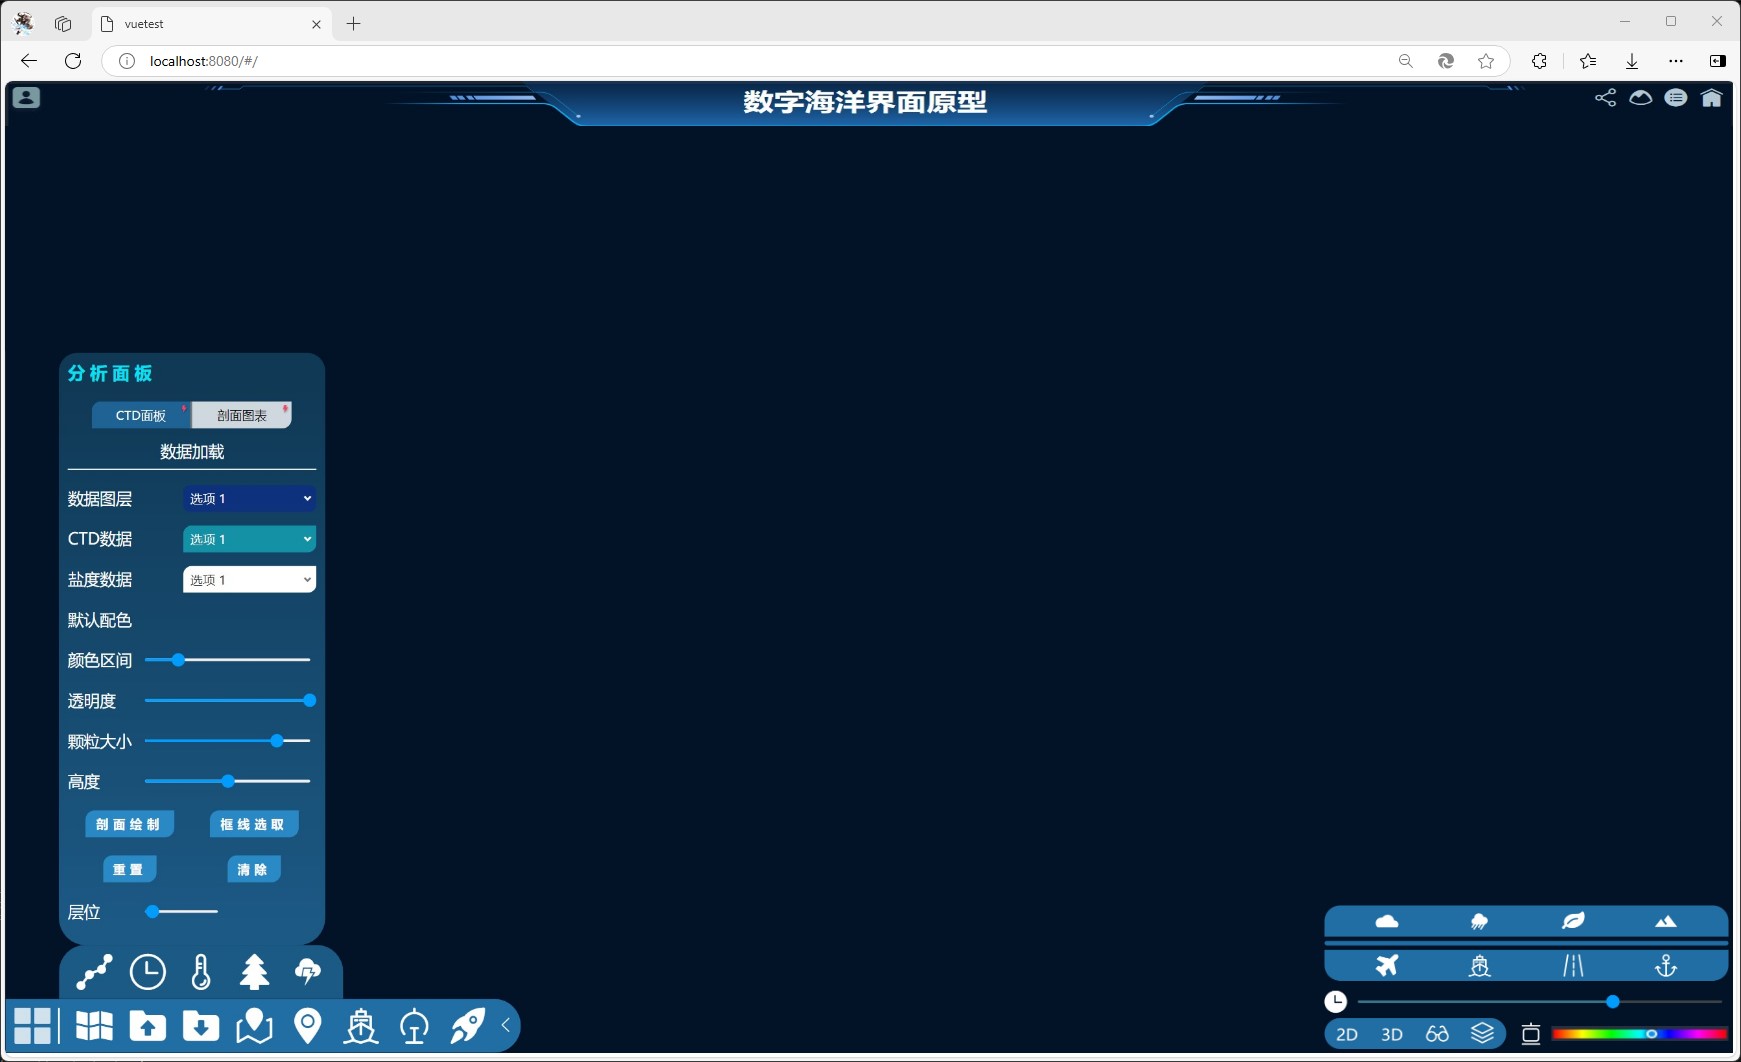 vuetest
localhost:8080/#/
数字海洋界面原型
分析面板
CTD面板 剖面图表
数据加载
数据图层 选项 1
CTD数据 选项 1
盐度数据 选项 1
默认配色
颜色区间
透明度
颗粒大小
高度
剖面绘制 框线选取
重置 清除
层位
2D 3D